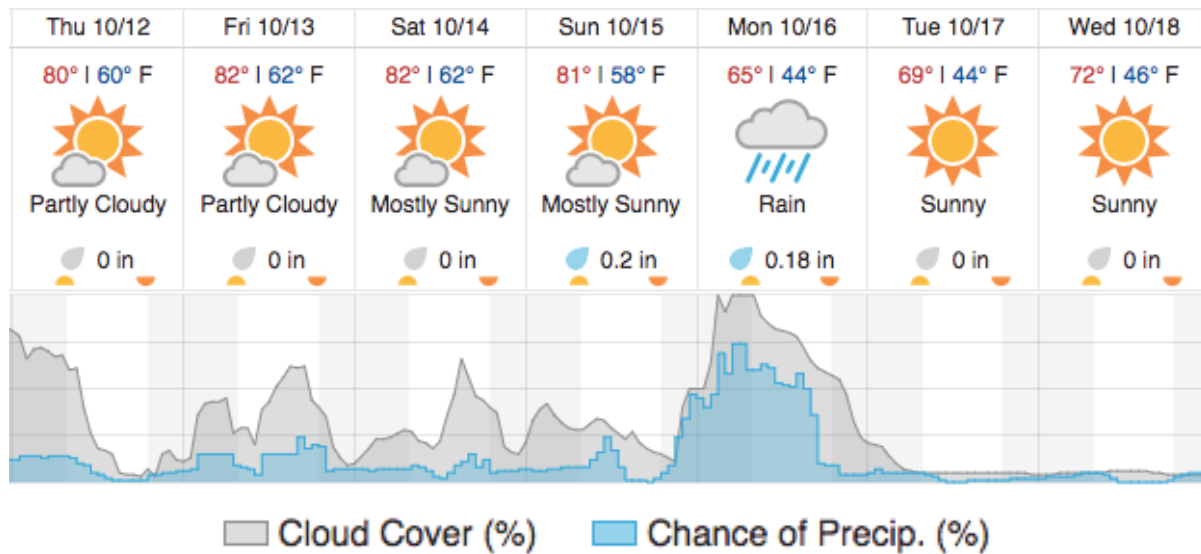 Thu 10/12 Fri 10/13 Sat 10/14 Sun 10/15 Mon 10/16 Tue 10/17 Wed 10/18
80° | 60° F 82° | 62° F 82° | 62° F 81° | 58° F 65° | 44° F 69° | 44° F 72° | 46° F
Partly Cloudy Partly Cloudy Mostly Sunny Mostly Sunny Rain Sunny Sunny
0 in 0 in 0 in 0.2 in 0.18 in 0 in 0 in
Cloud Cover (%) Chance of Precip. (%)